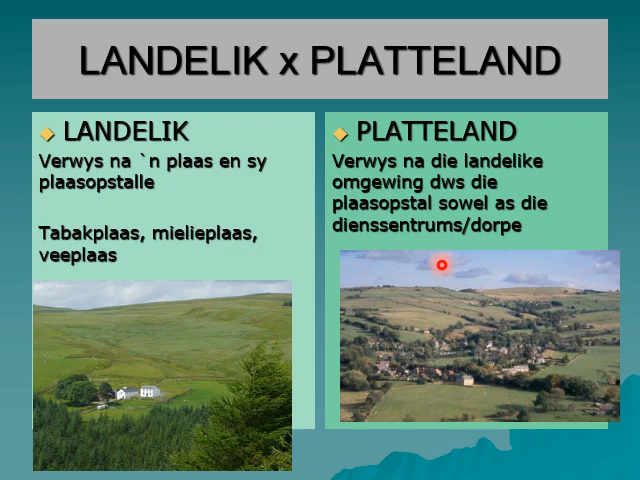 LANDELIK x PLATTELAND
LANDELIK
Verwys na `n plaas en sy
plaasopstalle
Tabakplaas, mielieplaas,
veeplaas
PLATTELAND
Verwys na die landelike
omgewing dws die
plaasopstal sowel as die
dienssentrums/dorpe